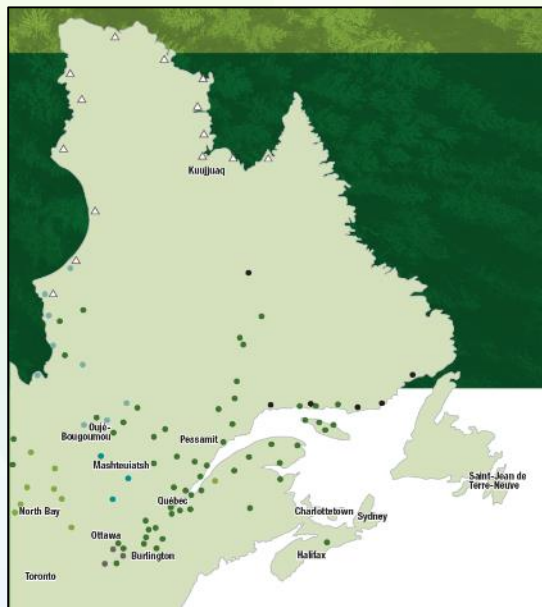 Kuujjuaq
Oujé-
Bougoumou
Pessamit
Mashteuiatsh
Québec
North Bay
Ottawa
Burlington
Toronto
Charlottetown
Sydney
Halifax
Saint-Jean de
Terre-Neuve